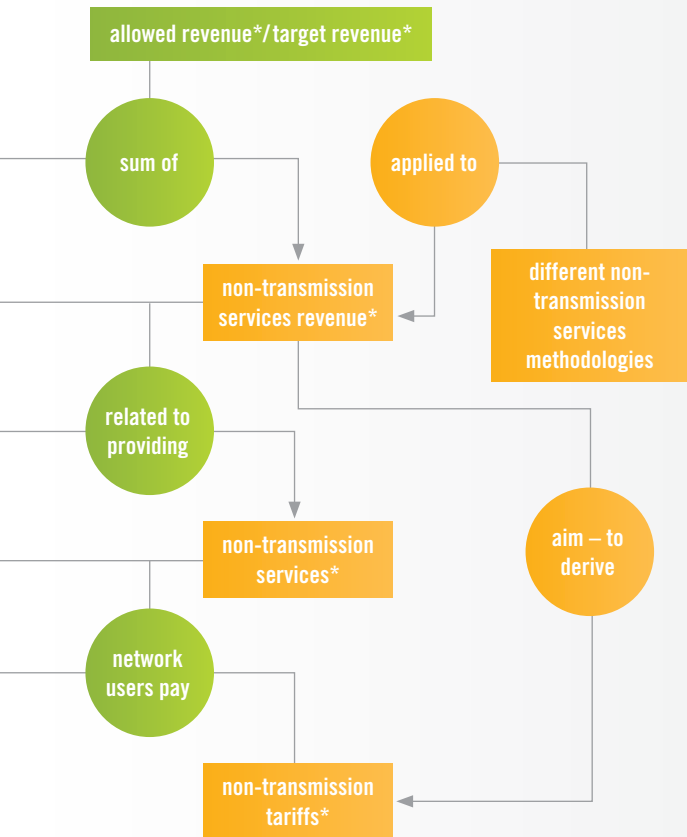 allowed revenue*/target revenue*
sum of
applied to
non-transmission
services revenue*
different non-
transmission
services
methodologies
related to
providing
non-transmission
services*
aim – to
derive
network
users pay
non-transmission
tariffs*